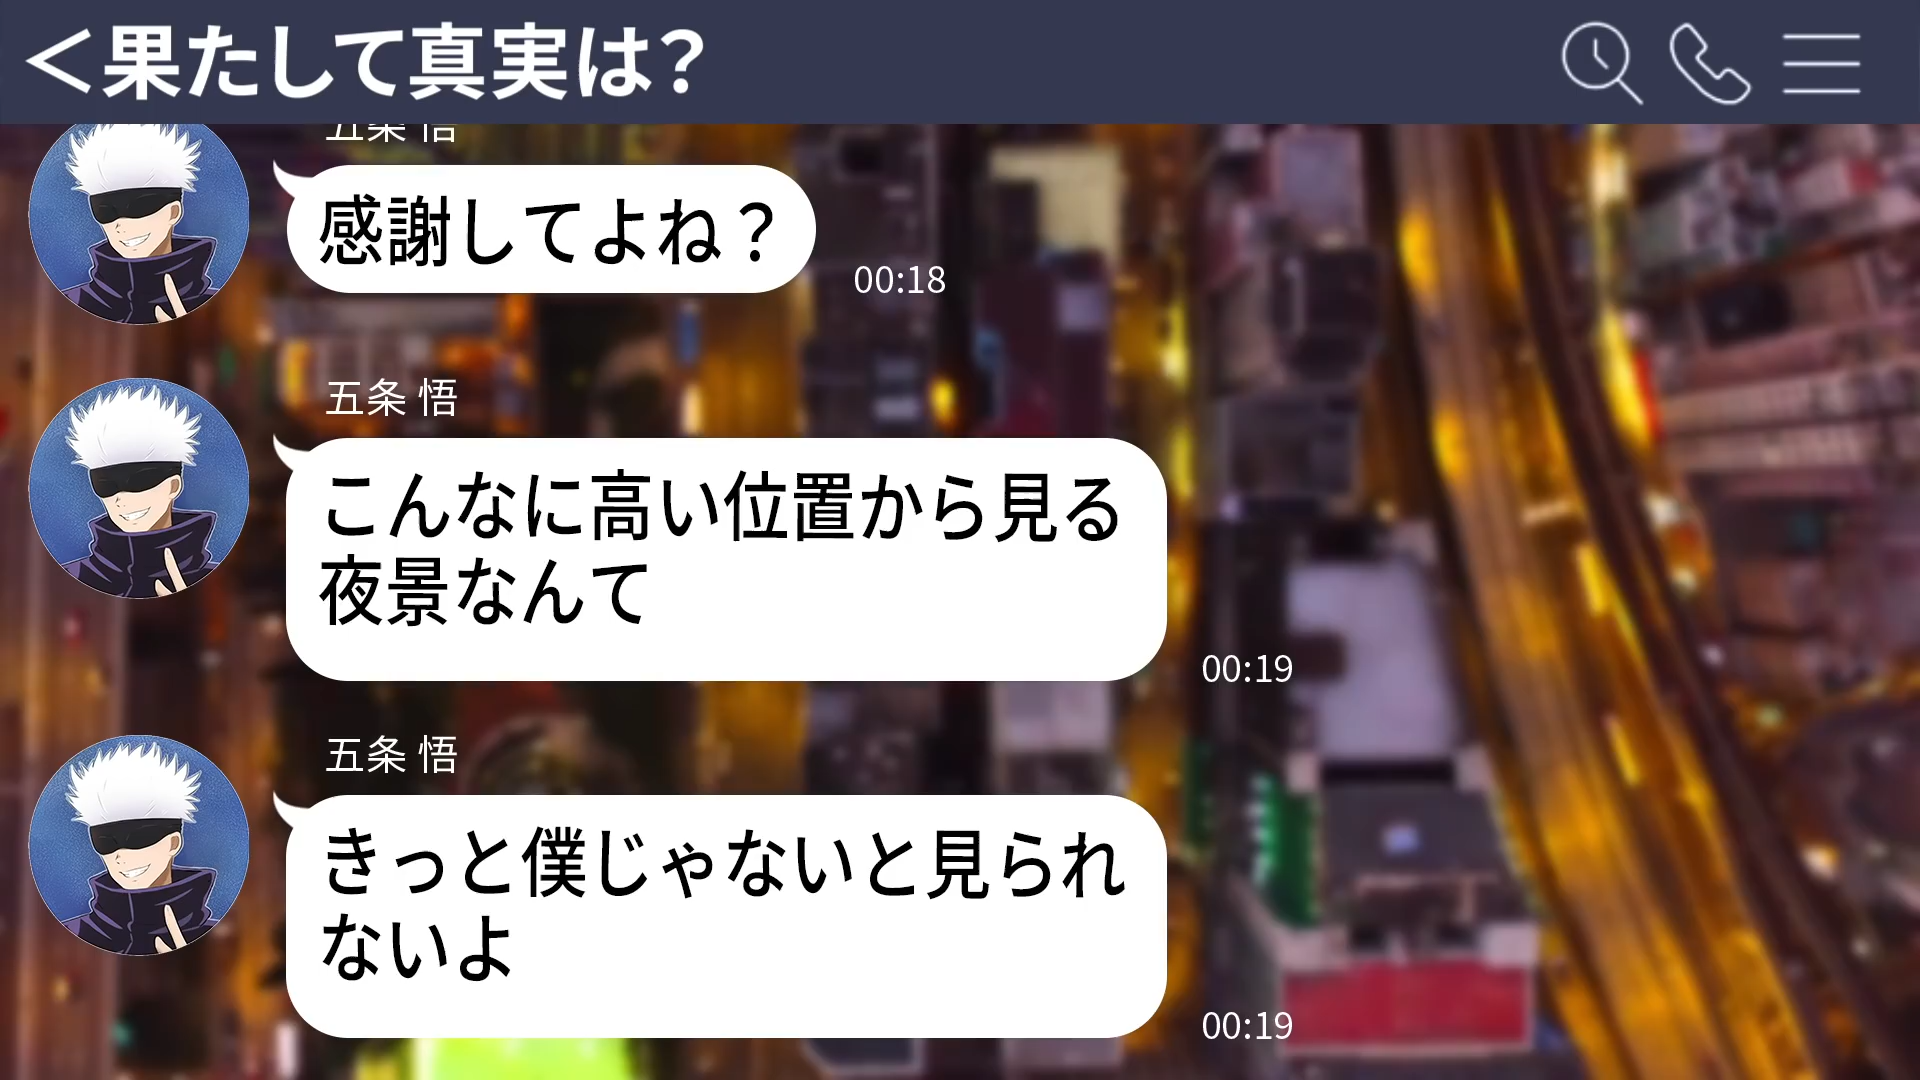 ＜果たして真実は？
五条 悟
感謝してよね？
00:18
五条 悟
こんなに高い位置から見る
夜景なんて
00:19
五条 悟
きっと僕じゃないと見られ
ないよ
00:19